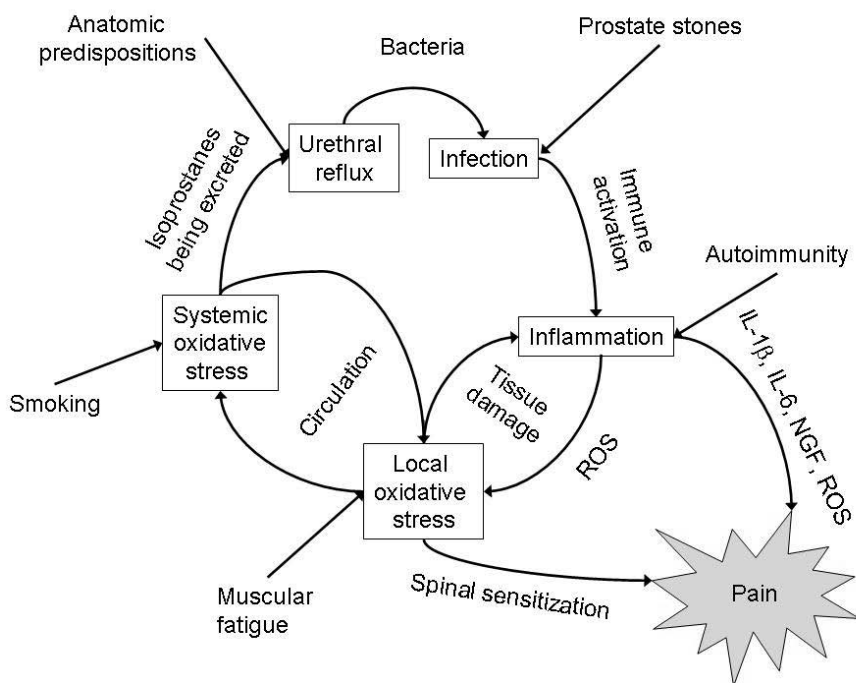 Anatomic
predispositions
Bacteria
Prostate stones
Urethral
reflux
Infection
Isoprostanes
being excreted
Immune
activation
Autoimmunity
Systemic
oxidative
stress
Inflammation
IL-1β, IL-6, NGF, ROS
Smoking
Circulation
Tissue
damage
ROS
Local
oxidative
stress
Spinal sensitization
Pain
Muscular
fatigue